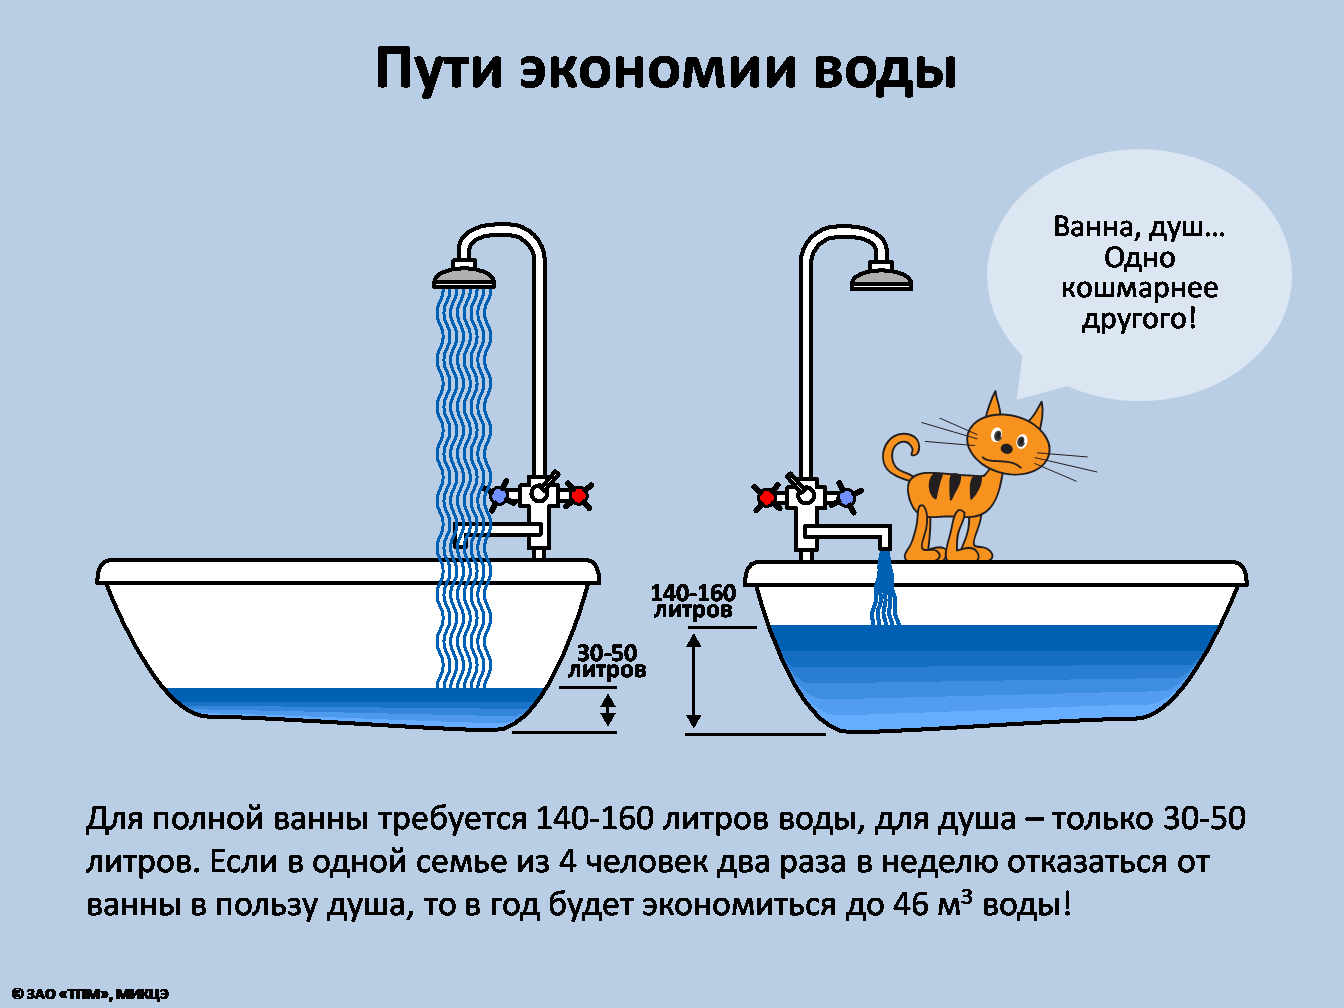 Пути экономии воды
Ванна, душ...
Одно
кошмарнее
другого!
140-160
литров
30-50
литров
Для полной ванны требуется 140-160 литров воды, для душа – только 30-50
литров. Если в одной семье из 4 человек два раза в неделю отказаться от
ванны в пользу душа, то в год будет экономиться до 46 м³ воды!
© ЗАО «ТПМ», МИКЦЭ